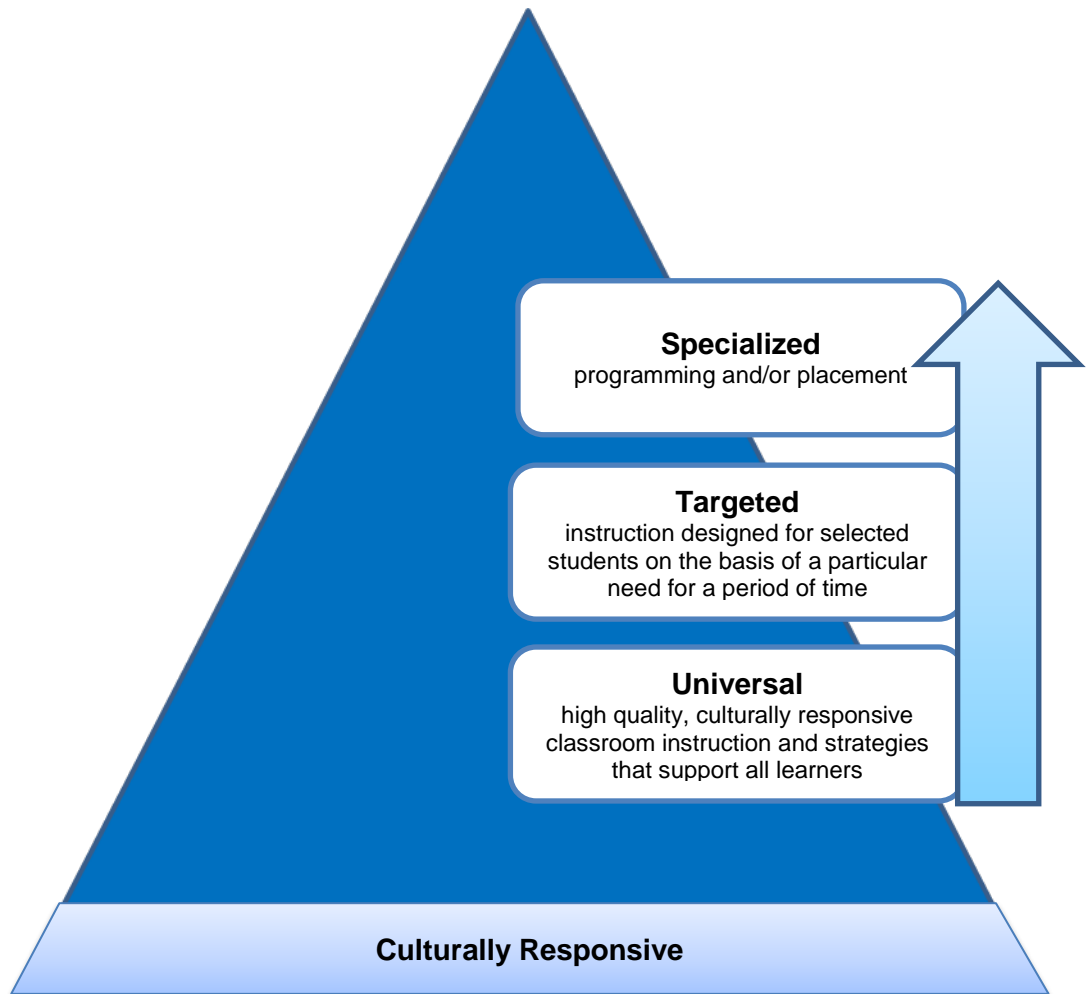 Specialized
programming and/or placement
Targeted
instruction designed for selected
students on the basis of a particular
need for a period of time
Universal
high quality, culturally responsive
classroom instruction and strategies
that support all learners
Culturally Responsive